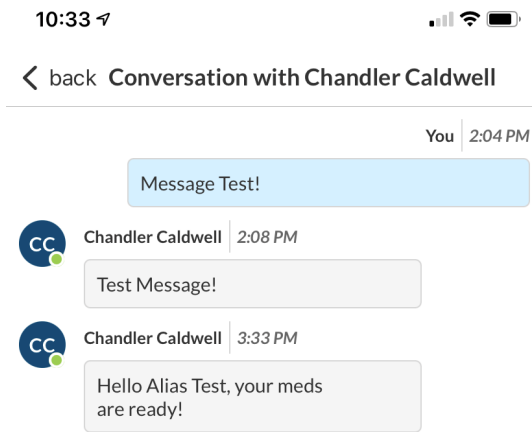 10:33
back Conversation with Chandler Caldwell
You 2:04 PM
Message Test!
CC Chandler Caldwell 2:08 PM
Test Message!
CC Chandler Caldwell 3:33 PM
Hello Alias Test, your meds
are ready!